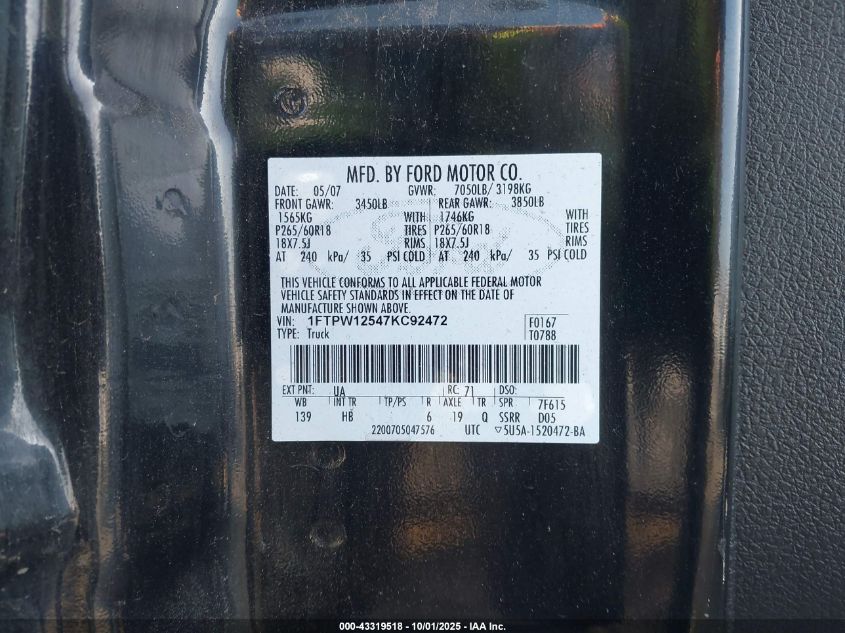 MFD. BY FORD MOTOR CO.
DATE: 05/07 GVWR: 7050LB/ 3198KG
FRONT GAWR: 3450LB REAR GAWR: 3850LB
1565KG WITH 1746KG WITH
P265/60R18 TIRES P265/60R18 TIRES
18X7.5J RIMS 18X7.5J RIMS
AT 240 kPa/ 35 PSI COLD AT 240 kPa/ 35 PSI COLD
THIS VEHICLE CONFORMS TO ALL APPLICABLE FEDERAL MOTOR
VEHICLE SAFETY STANDARDS IN EFFECT ON THE DATE OF
MANUFACTURE SHOWN ABOVE.
VIN: 1FTPW12547KC92472 F0167
TYPE: Truck T0788
EXT PNT: UA RC: 71 DSO:
WB INT TR TP/PS R AXLE TR SPR 7F615
139 HB 6 19 Q SSRR D05
2200705047576 UTC ▽5U5A-1520472-BA
000-43319518 - 10/01/2025 - IAA Inc.